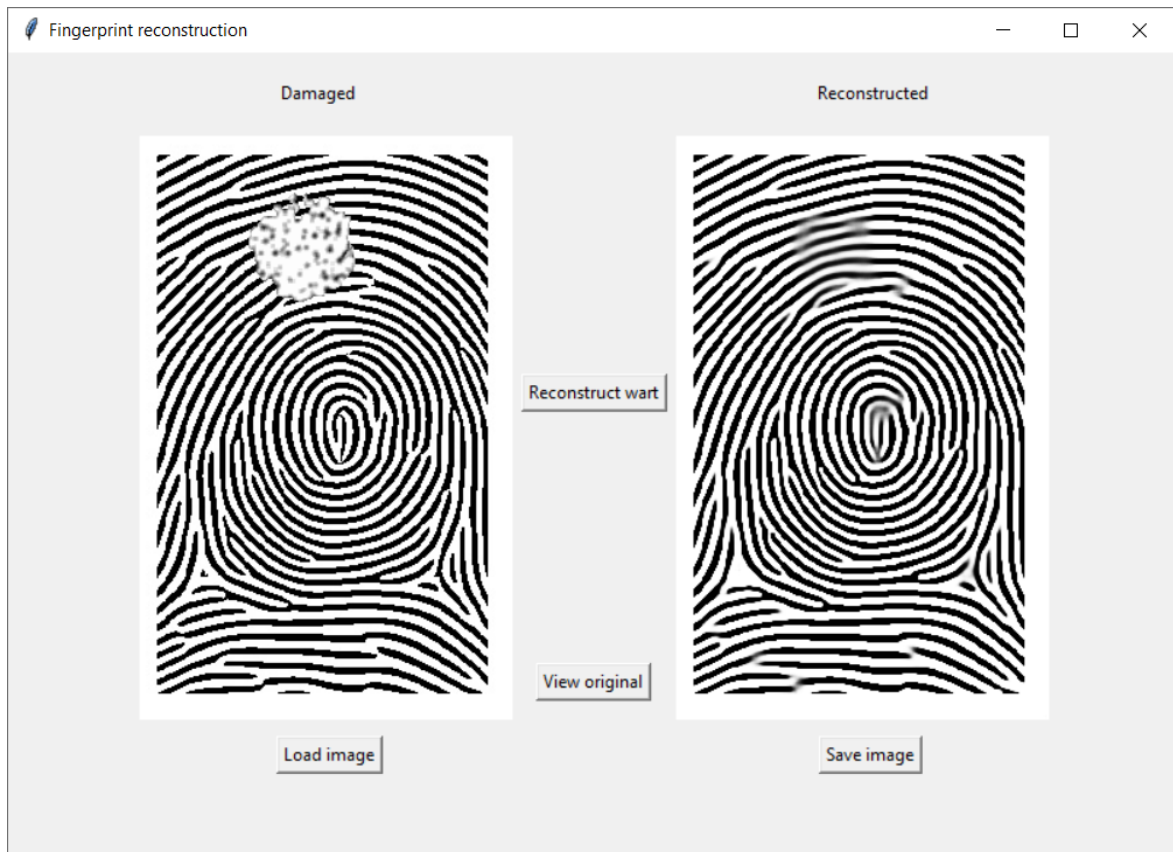 Fingerprint reconstruction
Damaged
Reconstructed
Reconstruct wart
View original
Load image
Save image